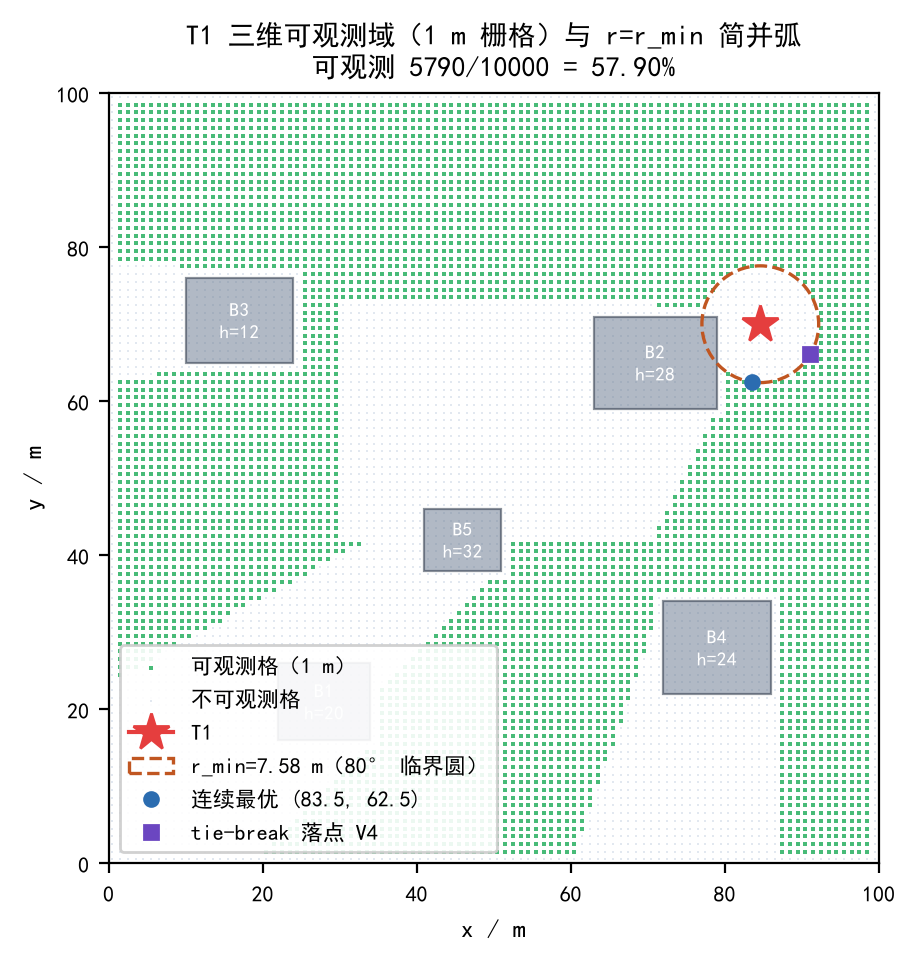 T1 三维可观测域（1 m 栅格）与 r=r_min 简并弧
可观测 5790/10000 = 57.90%
100
80
60
40
20
0
y / m
B3
h=12
B2
h=28
B5
h=32
B4
h=24
B1
h=20
可观测格（1 m）
不可观测格
T1
r_min=7.58 m（80° 临界圆）
连续最优 (83.5, 62.5)
tie-break 落点 V4
0
20
40
60
80
100
x / m